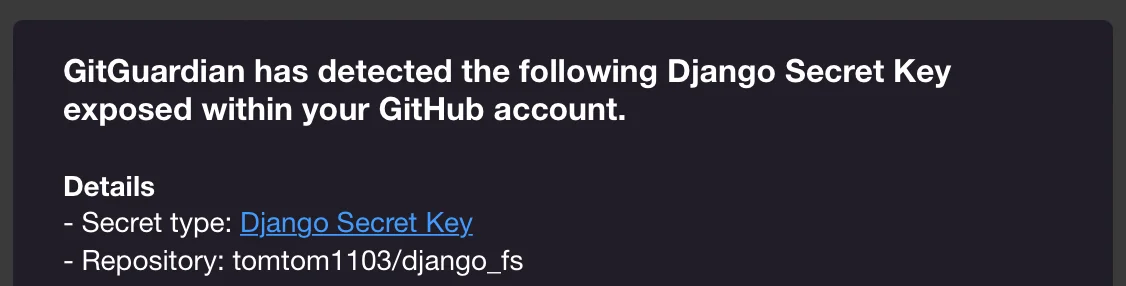 GitGuardian has detected the following Django Secret Key
exposed within your GitHub account.
Details
- Secret type: Django Secret Key
- Repository: tomtom1103/django_fs